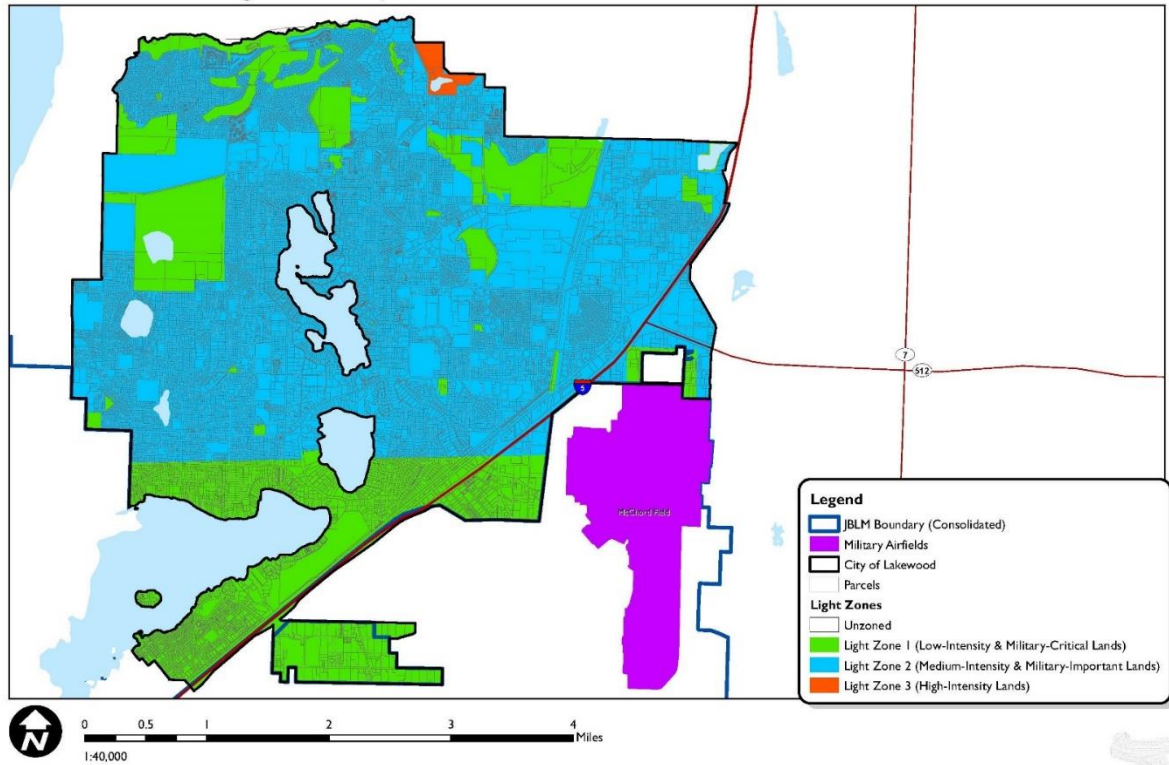 7
512
5
McChord Field
Legend
JBLM Boundary (Consolidated)
Military Airfields
City of Lakewood
Parcels
Light Zones
Unzoned
Light Zone 1 (Low-Intensity & Military-Critical Lands)
Light Zone 2 (Medium-Intensity & Military-Important Lands)
Light Zone 3 (High-Intensity Lands)
N
0 0.5 1 2 3 4
Miles
1:40,000